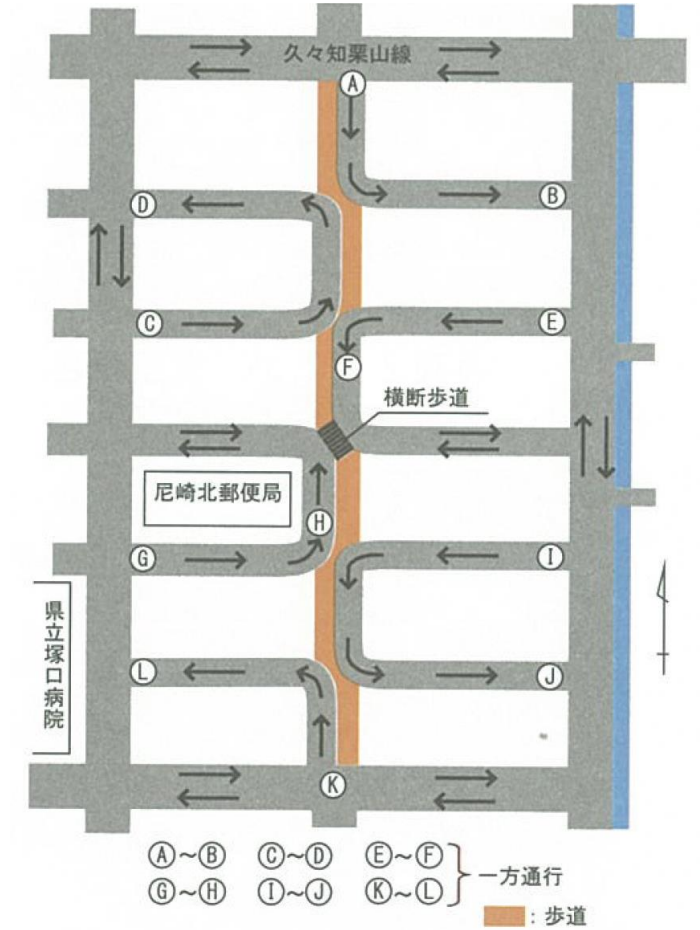 久々知栗山線
Ⓐ
Ⓓ
Ⓑ
Ⓒ
Ⓔ
Ⓕ
横断歩道
尼崎北郵便局
Ⓗ
Ⓖ
Ⓘ
県立塚口病院
Ⓛ
Ⓙ
Ⓚ
Ⓐ～Ⓑ Ⓒ～Ⓓ Ⓔ～Ⓕ
Ⓖ～Ⓗ Ⓘ～Ⓙ Ⓚ～Ⓛ
一方通行
：歩道